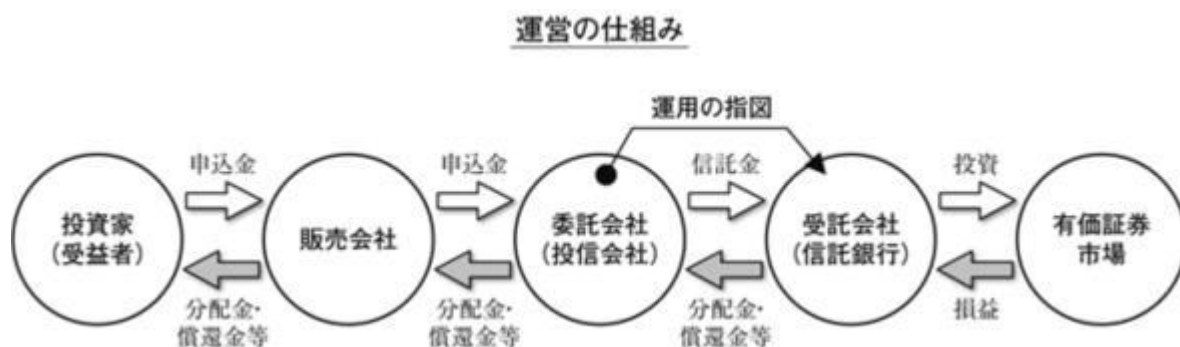 運営の仕組み
運用の指図
申込金
申込金
信託金
投資
投資家
(受益者)
販売会社
委託会社
(投信会社)
受託会社
(信託銀行)
有価証券
市場
分配金・
償還金等
分配金・
償還金等
分配金・
償還金等
損益